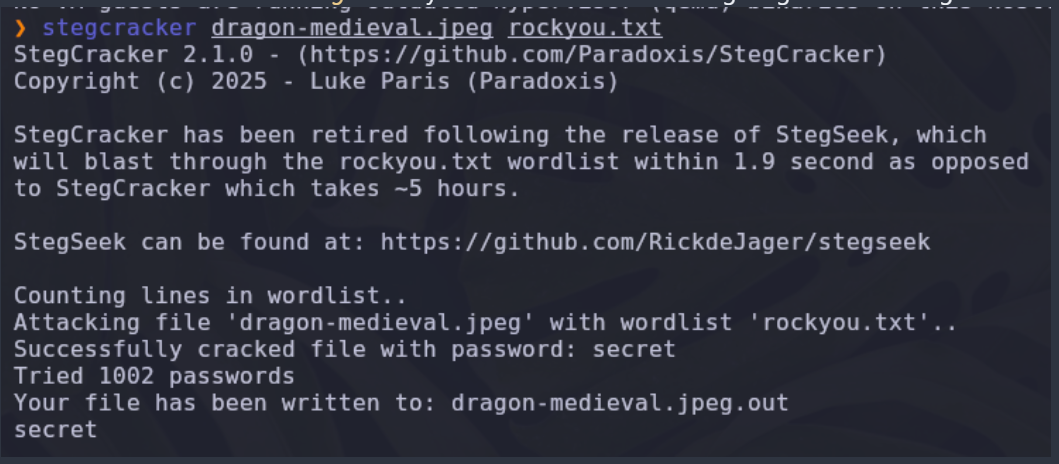 ❯ stegcracker dragon-medieval.jpeg rockyou.txt
StegCracker 2.1.0 - (https://github.com/Paradoxis/StegCracker)
Copyright (c) 2025 - Luke Paris (Paradoxis)
StegCracker has been retired following the release of StegSeek, which
will blast through the rockyou.txt wordlist within 1.9 second as opposed
to StegCracker which takes ~5 hours.
StegSeek can be found at: https://github.com/RickdeJager/stegseek
Counting lines in wordlist..
Attacking file 'dragon-medieval.jpeg' with wordlist 'rockyou.txt'..
Successfully cracked file with password: secret
Tried 1002 passwords
Your file has been written to: dragon-medieval.jpeg.out
secret